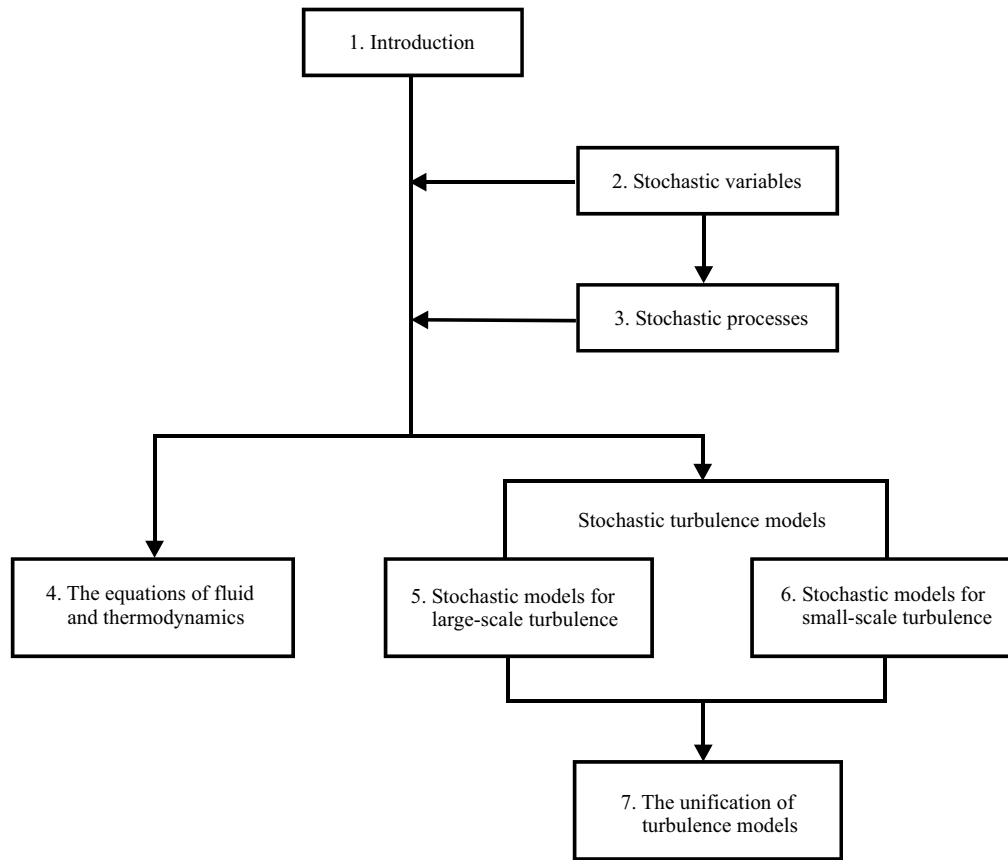 1. Introduction
2. Stochastic variables
3. Stochastic processes
Stochastic turbulence models
4. The equations of fluid
and thermodynamics
5. Stochastic models for
large-scale turbulence
6. Stochastic models for
small-scale turbulence
7. The unification of
turbulence models